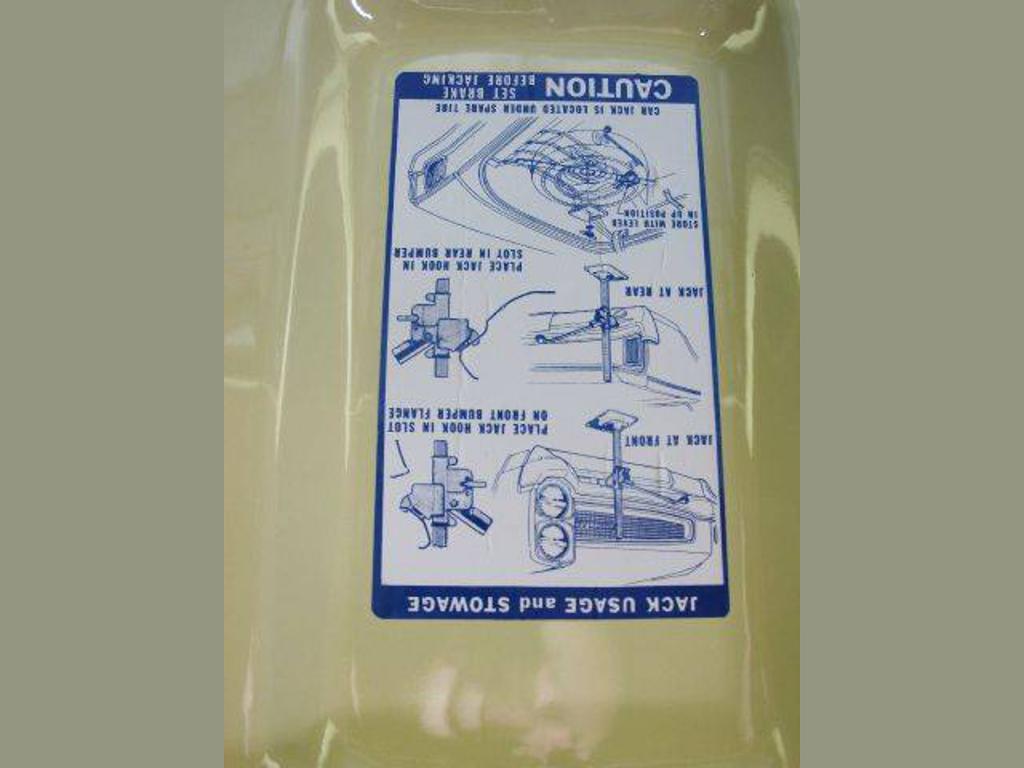 JACK USAGE and STOWAGE
JACK AT FRONT
PLACE JACK HOOK IN SLOT
ON FRONT BUMPER FLANGE
JACK AT REAR
PLACE JACK HOOK IN
SLOT IN REAR BUMPER
STORE WITH LEVER
IN UP POSITION
CAR JACK IS LOCATED UNDER SPARE TIRE
CAUTION SET BRAKE
BEFORE JACKING